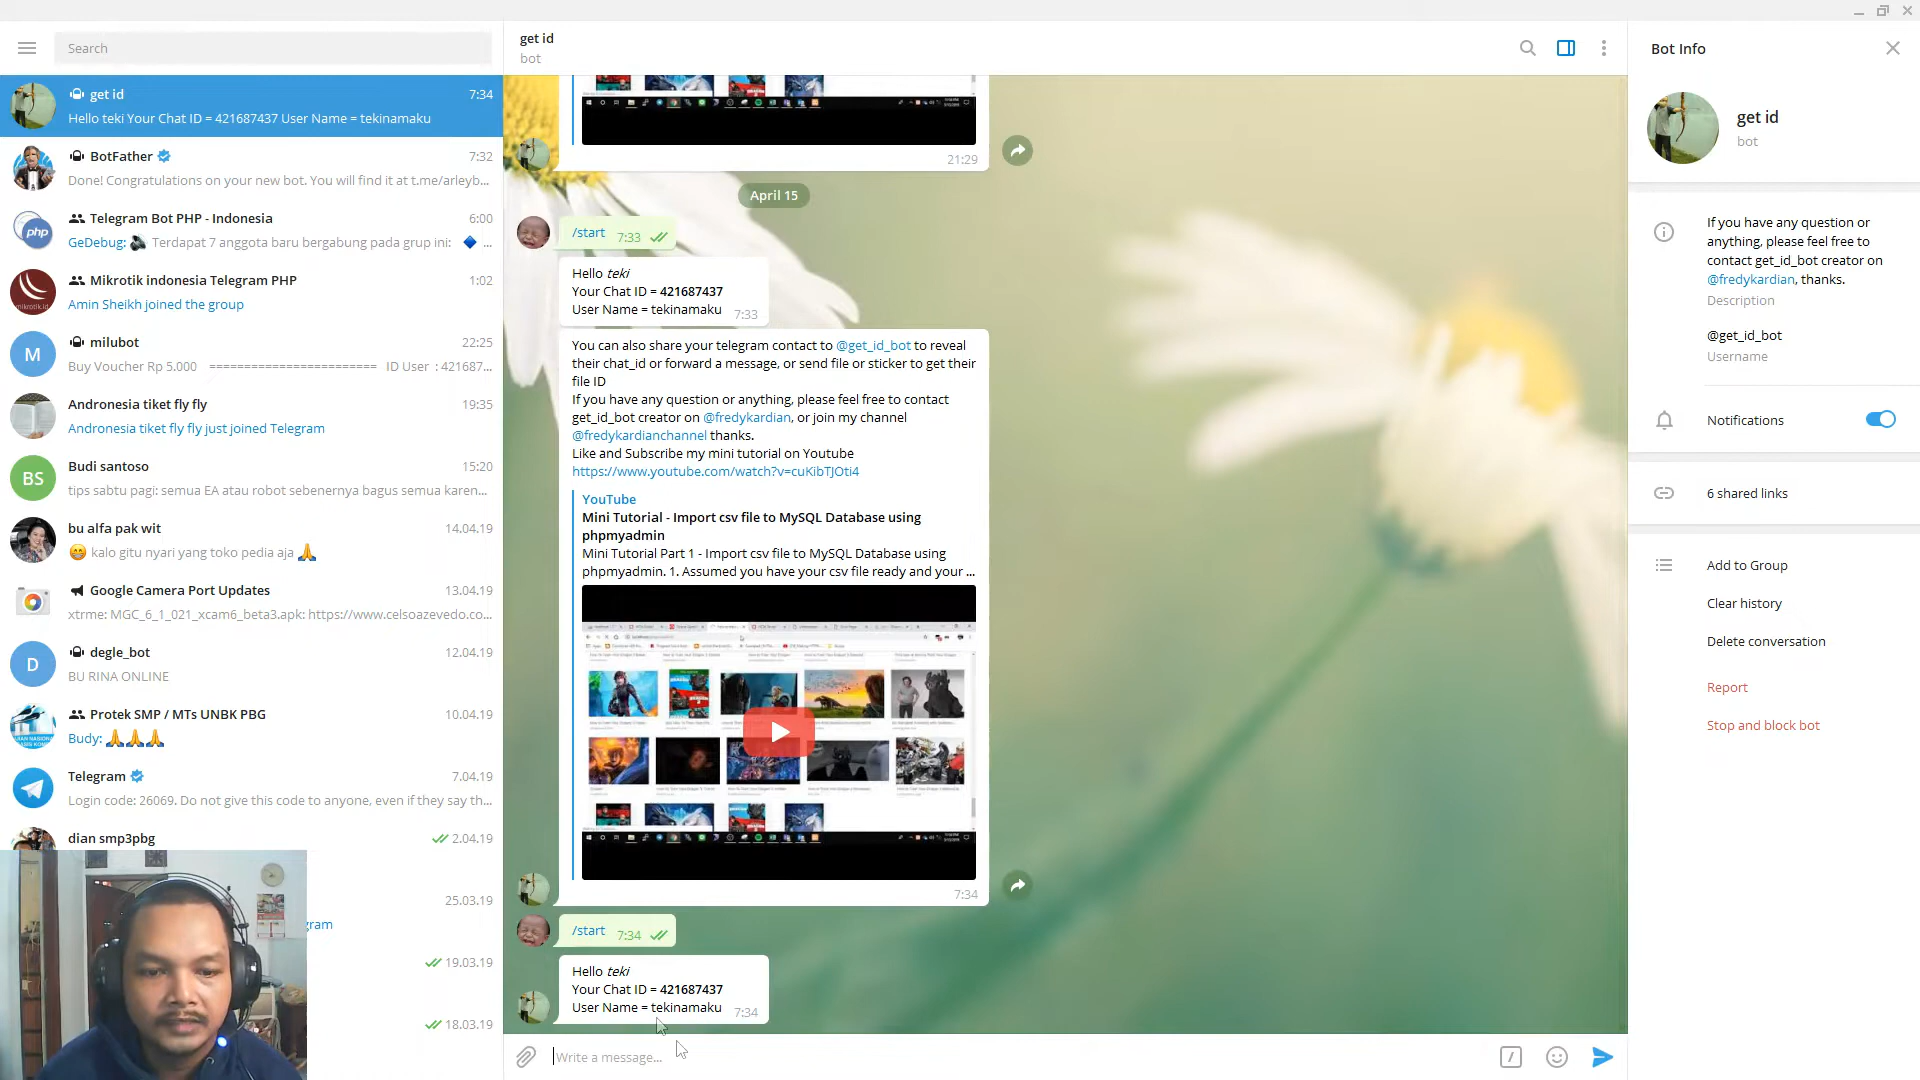 Search
get id
7:34
Hello teki Your Chat ID = 421687437 User Name = tekinamaku
BotFather
7:32
Done! Congratulations on your new bot. You will find it at t.me/arleyb...
Telegram Bot PHP - Indonesia
6:00
GeDebug: Terdapat 7 anggota baru bergabung pada grup ini: ...
Mikrotik indonesia Telegram PHP
1:02
Amin Sheikh joined the group
milubot
22:25
Buy Voucher Rp 5.000 ======================= ID User : 421687...
Andronesia tiket fly fly
19:35
Andronesia tiket fly fly just joined Telegram
Budi santoso
15:20
tips sabtu pagi: semua EA atau robot sebenernya bagus semua karen...
bu alfa pak wit
14.04.19
😁 kalo gitu nyari yang toko pedia aja 🙏
Google Camera Port Updates
13.04.19
xtrme: MGC_6_1_021_xcam6_beta3.apk: https://www.celsoazevedo.co...
degle_bot
12.04.19
BU RINA ONLINE
Protek SMP / MTs UNBK PBG
10.04.19
Budy: 🙏🙏🙏
Telegram
7.04.19
Login code: 26069. Do not give this code to anyone, even if they say th...
dian smp3pbg
2.04.19
25.03.19
gram
19.03.19
18.03.19
php
mikrotik.id
M
BS
D
get id
bot
21:29
April 15
/start 7:33
Hello teki
Your Chat ID = 421687437
User Name = tekinamaku 7:33
You can also share your telegram contact to @get_id_bot to reveal
their chat_id or forward a message, or send file or sticker to get their
file ID
If you have any question or anything, please feel free to contact
get_id_bot creator on @fredykardian, or join my channel
@fredykardianchannel thanks.
Like and Subscribe my mini tutorial on Youtube
https://www.youtube.com/watch?v=cuKibTJOti4
YouTube
Mini Tutorial - Import csv file to MySQL Database using
phpmyadmin
Mini Tutorial Part 1 - Import csv file to MySQL Database using
phpmyadmin. 1. Assumed you have your csv file ready and your ...
7:34
/start 7:34
Hello teki
Your Chat ID = 421687437
User Name = tekinamaku 7:34
Write a message...
Bot Info
get id
bot
If you have any question or
anything, please feel free to
contact get_id_bot creator on
@fredykardian, thanks.
Description
@get_id_bot
Username
Notifications
6 shared links
Add to Group
Clear history
Delete conversation
Report
Stop and block bot